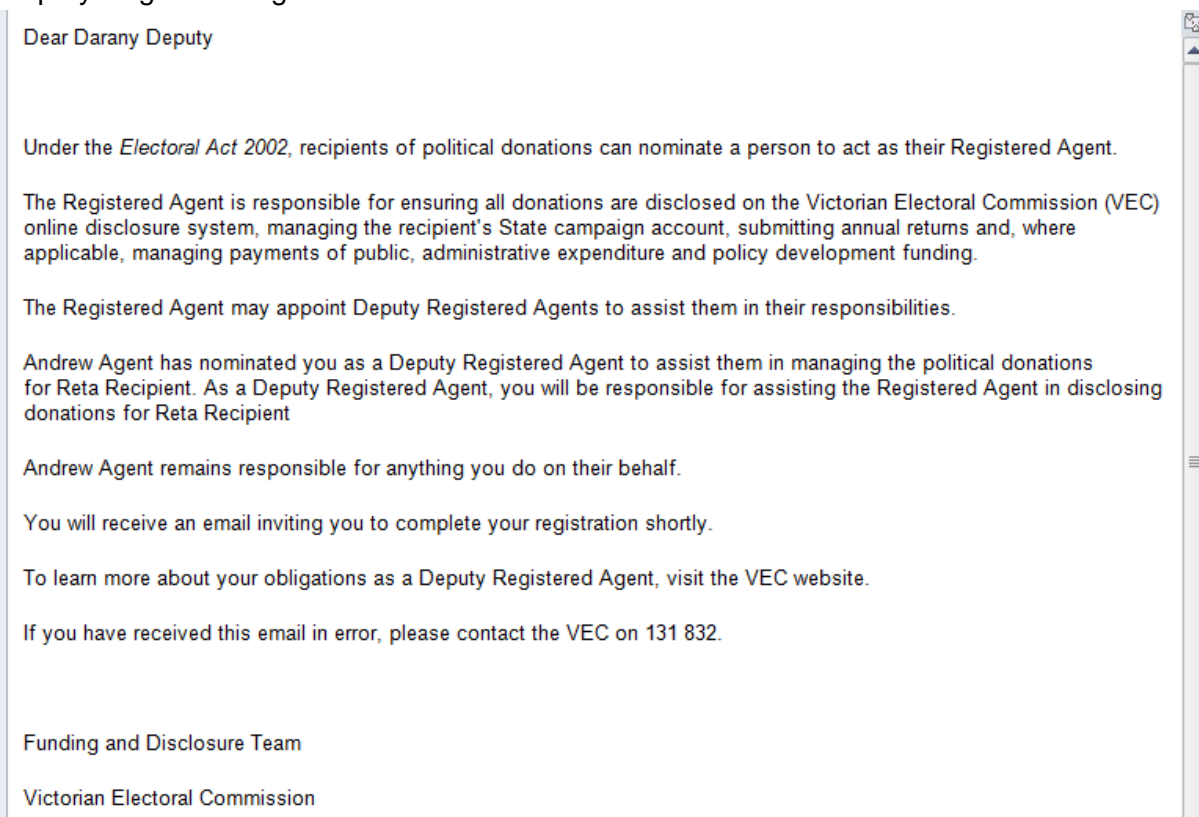 Dear Darany Deputy
Under the Electoral Act 2002, recipients of political donations can nominate a person to act as their Registered Agent.
The Registered Agent is responsible for ensuring all donations are disclosed on the Victorian Electoral Commission (VEC)
online disclosure system, managing the recipient's State campaign account, submitting annual returns and, where
applicable, managing payments of public, administrative expenditure and policy development funding.
The Registered Agent may appoint Deputy Registered Agents to assist them in their responsibilities.
Andrew Agent has nominated you as a Deputy Registered Agent to assist them in managing the political donations
for Reta Recipient. As a Deputy Registered Agent, you will be responsible for assisting the Registered Agent in disclosing
donations for Reta Recipient
Andrew Agent remains responsible for anything you do on their behalf.
You will receive an email inviting you to complete your registration shortly.
To learn more about your obligations as a Deputy Registered Agent, visit the VEC website.
If you have received this email in error, please contact the VEC on 131 832.
Funding and Disclosure Team
Victorian Electoral Commission